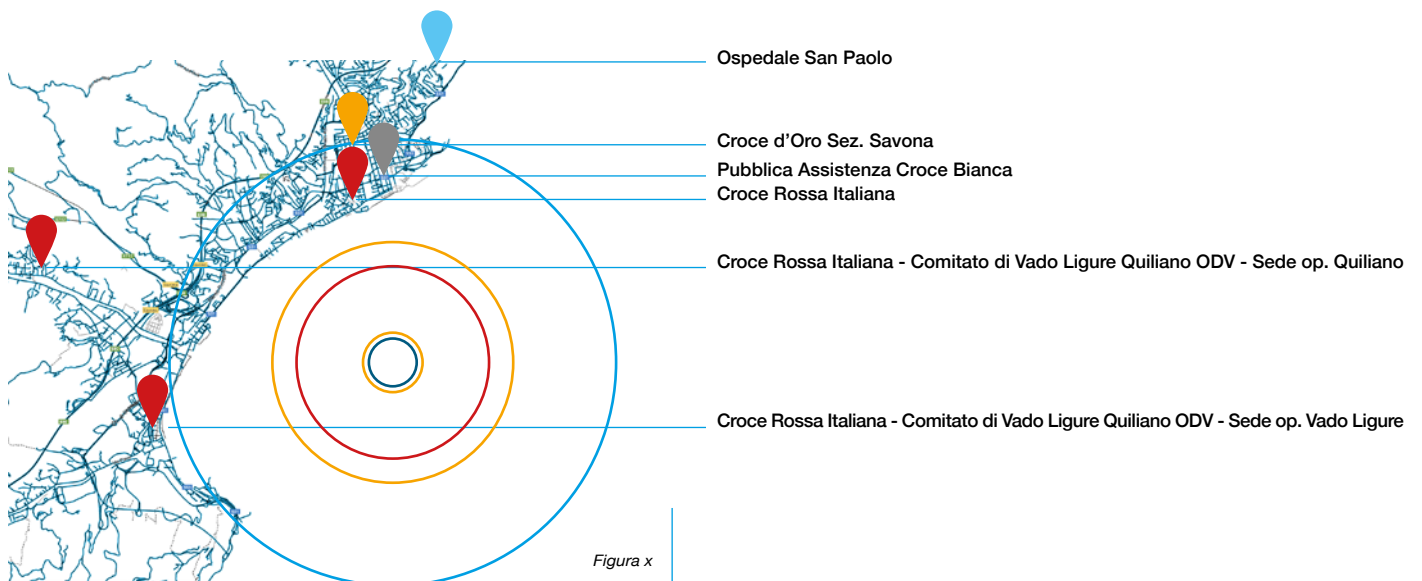 Ospedale San Paolo
Croce d'Oro Sez. Savona
Pubblica Assistenza Croce Bianca
Croce Rossa Italiana
Croce Rossa Italiana - Comitato di Vado Ligure Quiliano ODV - Sede op. Quiliano
Croce Rossa Italiana - Comitato di Vado Ligure Quiliano ODV - Sede op. Vado Ligure
Figura x